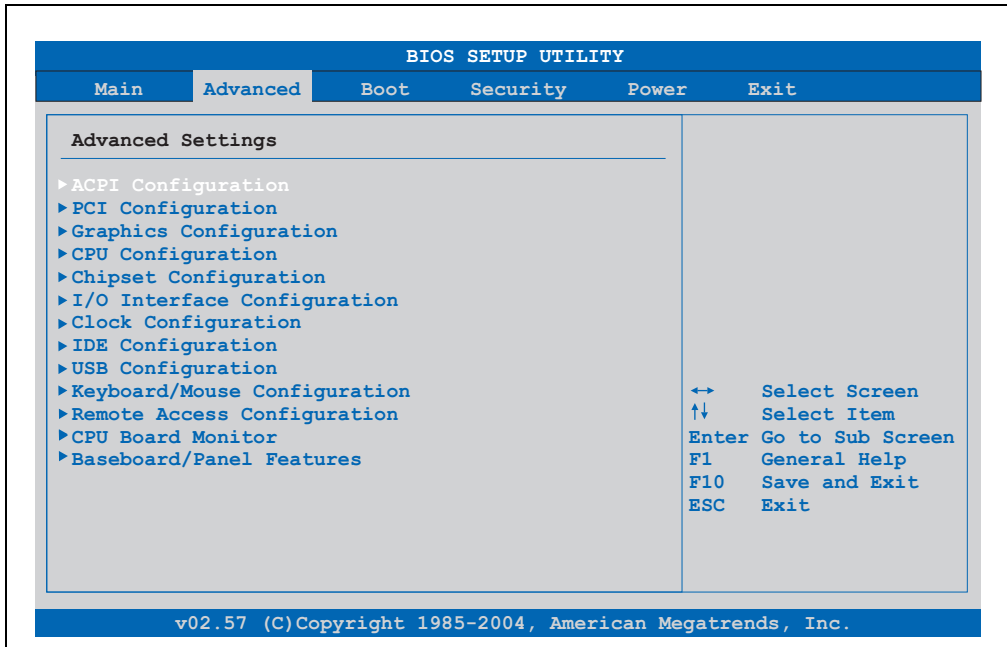 BIOS SETUP UTILITY
Main Advanced Boot Security Power Exit
Advanced Settings
ACPI Configuration
PCI Configuration
Graphics Configuration
CPU Configuration
Chipset Configuration
I/O Interface Configuration
Clock Configuration
IDE Configuration
USB Configuration
Keyboard/Mouse Configuration
Remote Access Configuration
CPU Board Monitor
Baseboard/Panel Features
↔ Select Screen
↑↓ Select Item
Enter Go to Sub Screen
F1 General Help
F10 Save and Exit
ESC Exit
v02.57 (C)Copyright 1985-2004, American Megatrends, Inc.